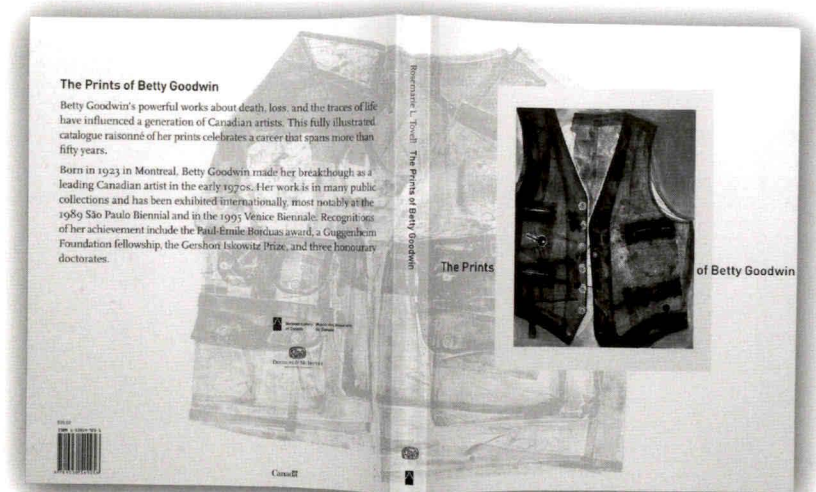 The Prints of Betty Goodwin
Betty Goodwin's powerful works about death, loss, and the traces of life
have influenced a generation of Canadian artists. This fully illustrated
catalogue raisonné of her prints celebrates a career that spans more than
fifty years.
Born in 1923 in Montreal, Betty Goodwin made her breakthough as a
leading Canadian artist in the early 1970s. Her work is in many public
collections and has been exhibited internationally, most notably at the
1989 São Paulo Biennial and in the 1995 Venice Biennale. Recognitions
of her achievement include the Paul-Émile Borduas award, a Guggenheim
Foundation fellowship, the Gershon Iskowitz Prize, and three honourary
doctorates.
Douglas & McIntyre
Canada
Rosemarie L. Tovell The Prints of Betty Goodwin
The Prints of Betty Goodwin